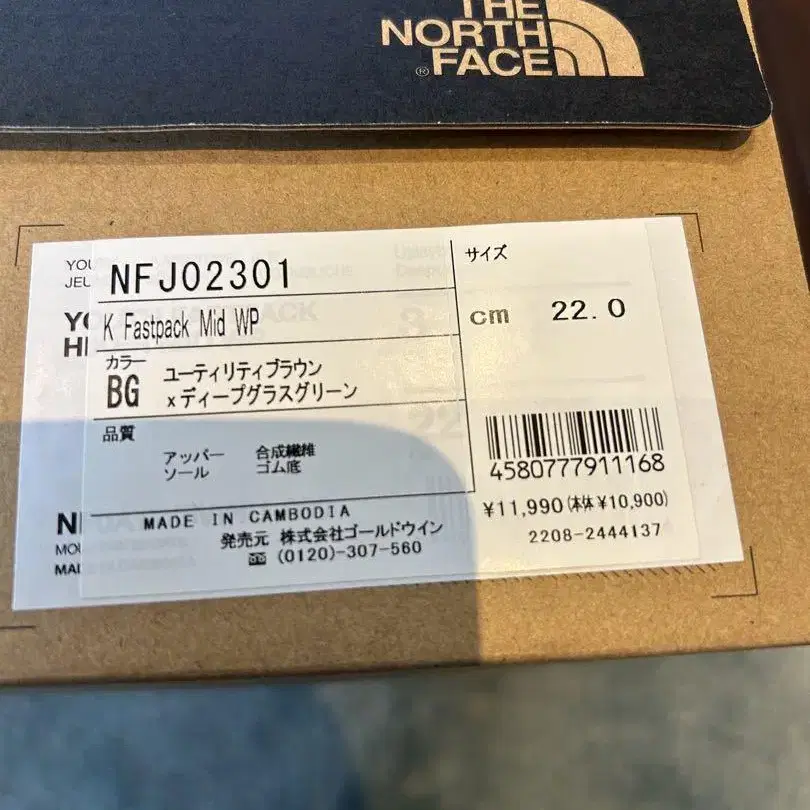 THE
NORTH
FACE
®
NFJ02301
K Fastpack Mid WP
カラー
BG ユーティリティブラウン
xディープグラスグリーン
品質
アッパー 合成繊維
ソール ゴム底
MADE IN CAMBODIA
発売元 株式会社ゴールドウイン
☎ (0120)-307-560
サイズ
cm 22.0
4580777911168
¥11,990(本体¥10,900)
2208-2444137